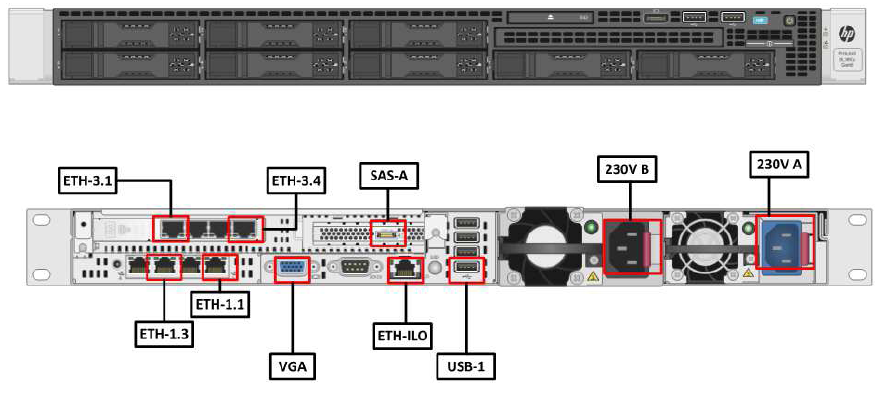 hp
ETH-3.1
ETH-3.4
SAS-A
230V B
230V A
ETH-1.3
ETH-1.1
VGA
ETH-ILO
USB-1